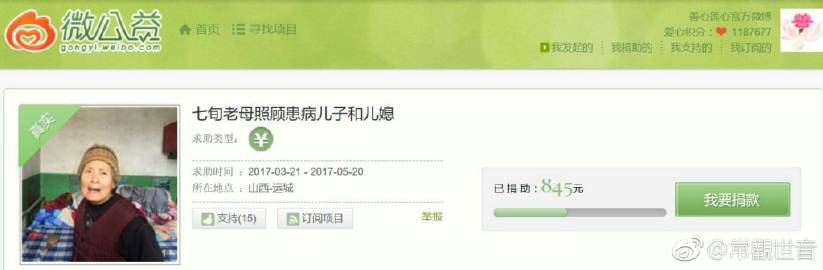 微公益
gongyi.weibo.com
首页
寻找项目
善心莲心官方微博
爱心积分：❤ 1187677
我发起的
我捐助的
我支持的
我订阅的
善
真实
七旬老母照顾患病儿子和儿媳
求助类型：
¥
求助时间：2017-03-21 - 2017-05-20
所在地点：山西-运城
支持(15)
订阅项目
举报
已捐助：845元
我要捐款
@常觀世音